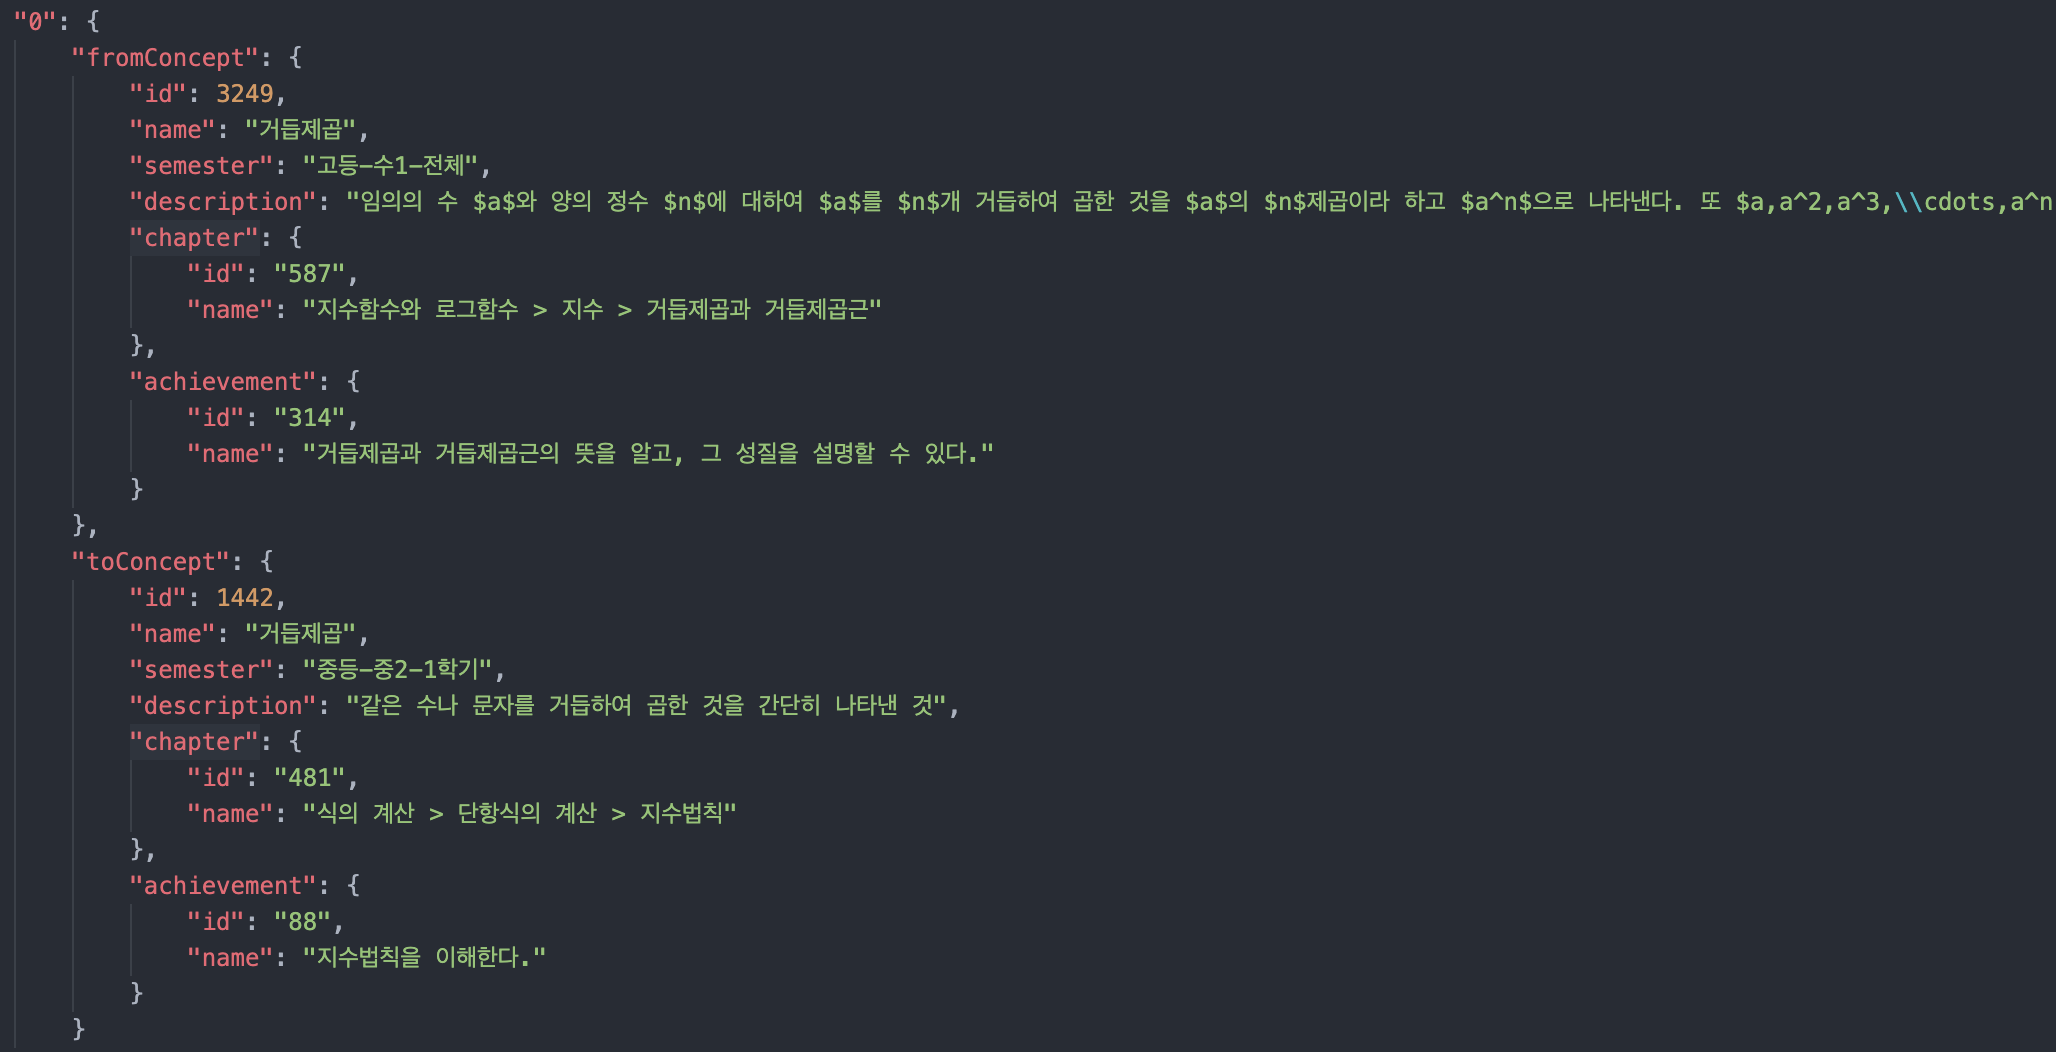 "0": {
"fromConcept": {
"id": 3249,
"name": "거듭제곱",
"semester": "고등-수1-전체",
"description": "임의의 수 $a$와 양의 정수 $n$에 대하여 $a$를 $n$개 거듭하여 곱한 것을 $a$의 $n$제곱이라 하고 $a^n$으로 나타낸다. 또 $a,a^2,a^3,\\cdots,a^n
"chapter": {
"id": "587",
"name": "지수함수와 로그함수 > 지수 > 거듭제곱과 거듭제곱근"
},
"achievement": {
"id": "314",
"name": "거듭제곱과 거듭제곱근의 뜻을 알고, 그 성질을 설명할 수 있다."
}
},
"toConcept": {
"id": 1442,
"name": "거듭제곱",
"semester": "중등-중2-1학기",
"description": "같은 수나 문자를 거듭하여 곱한 것을 간단히 나타낸 것",
"chapter": {
"id": "481",
"name": "식의 계산 > 단항식의 계산 > 지수법칙"
},
"achievement": {
"id": "88",
"name": "지수법칙을 이해한다."
}
}